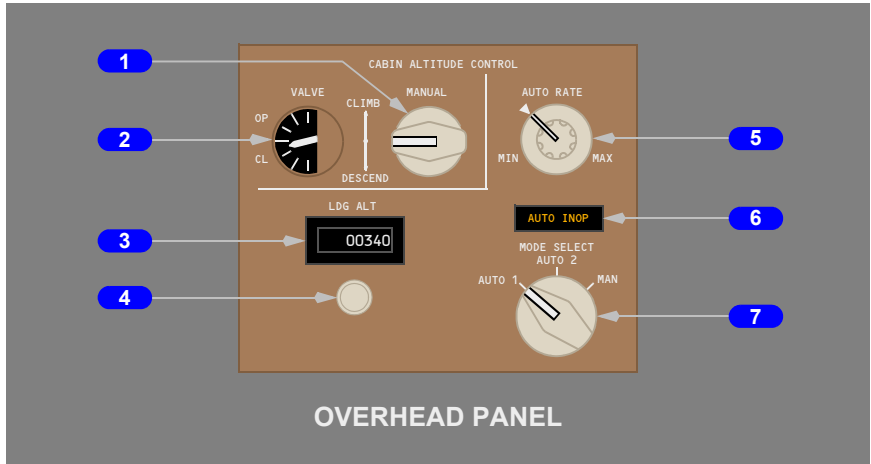 1
CABIN ALTITUDE CONTROL
VALVE
MANUAL
AUTO RATE
CLIMB
OP
2
5
CL
MIN
MAX
DESCEND
LDG ALT
AUTO INOP
6
3
00340
MODE SELECT
AUTO 2
AUTO 1
MAN
4
7
OVERHEAD PANEL